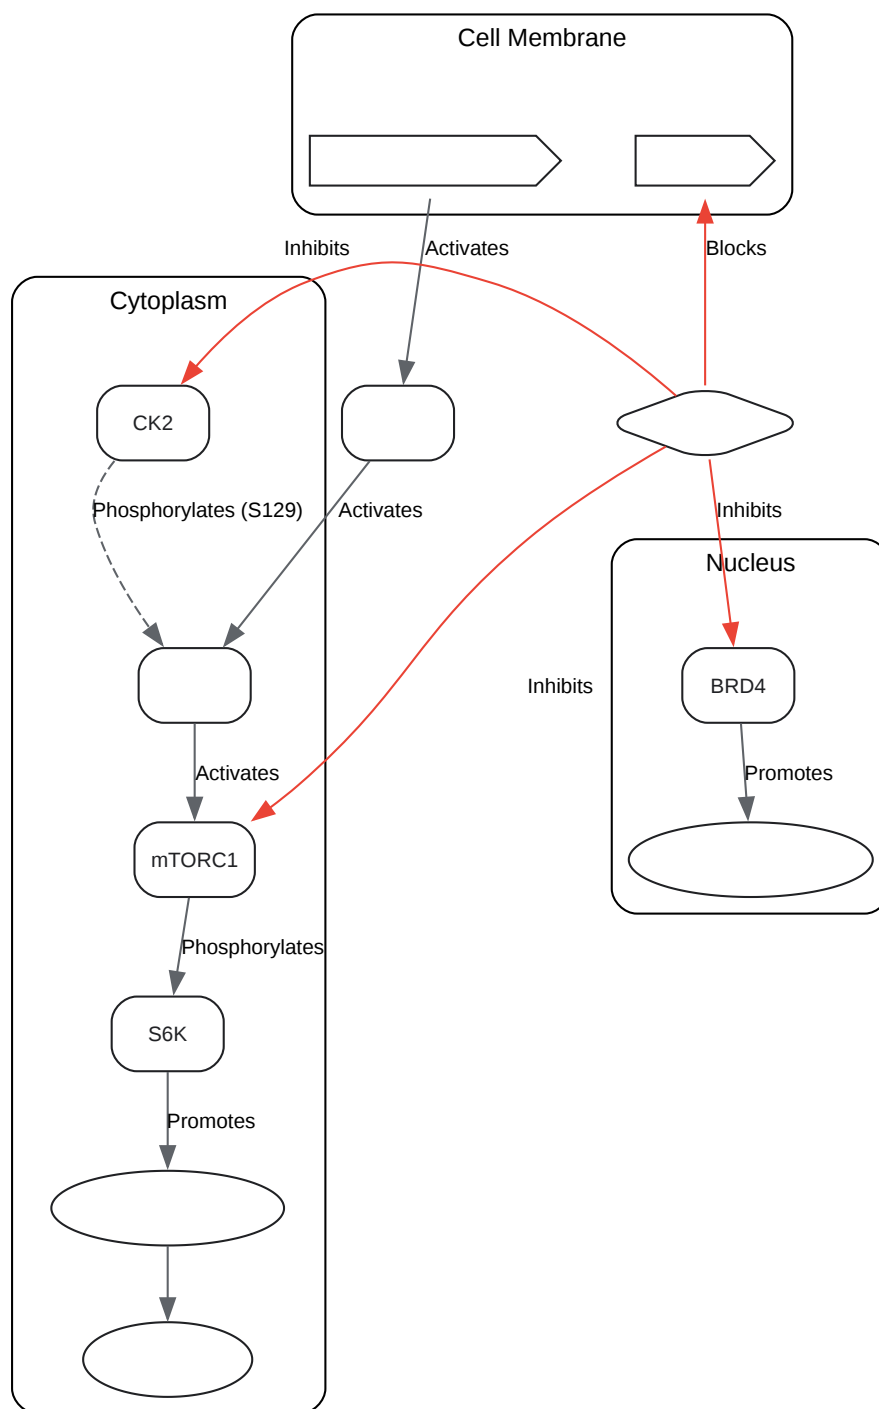 Cell Membrane
Inhibits
Activates
Blocks
Cytoplasm
CK2
Phosphorylates (S129)
Activates
Inhibits
Nucleus
Inhibits
BRD4
Activates
Promotes
mTORC1
Phosphorylates
S6K
Promotes